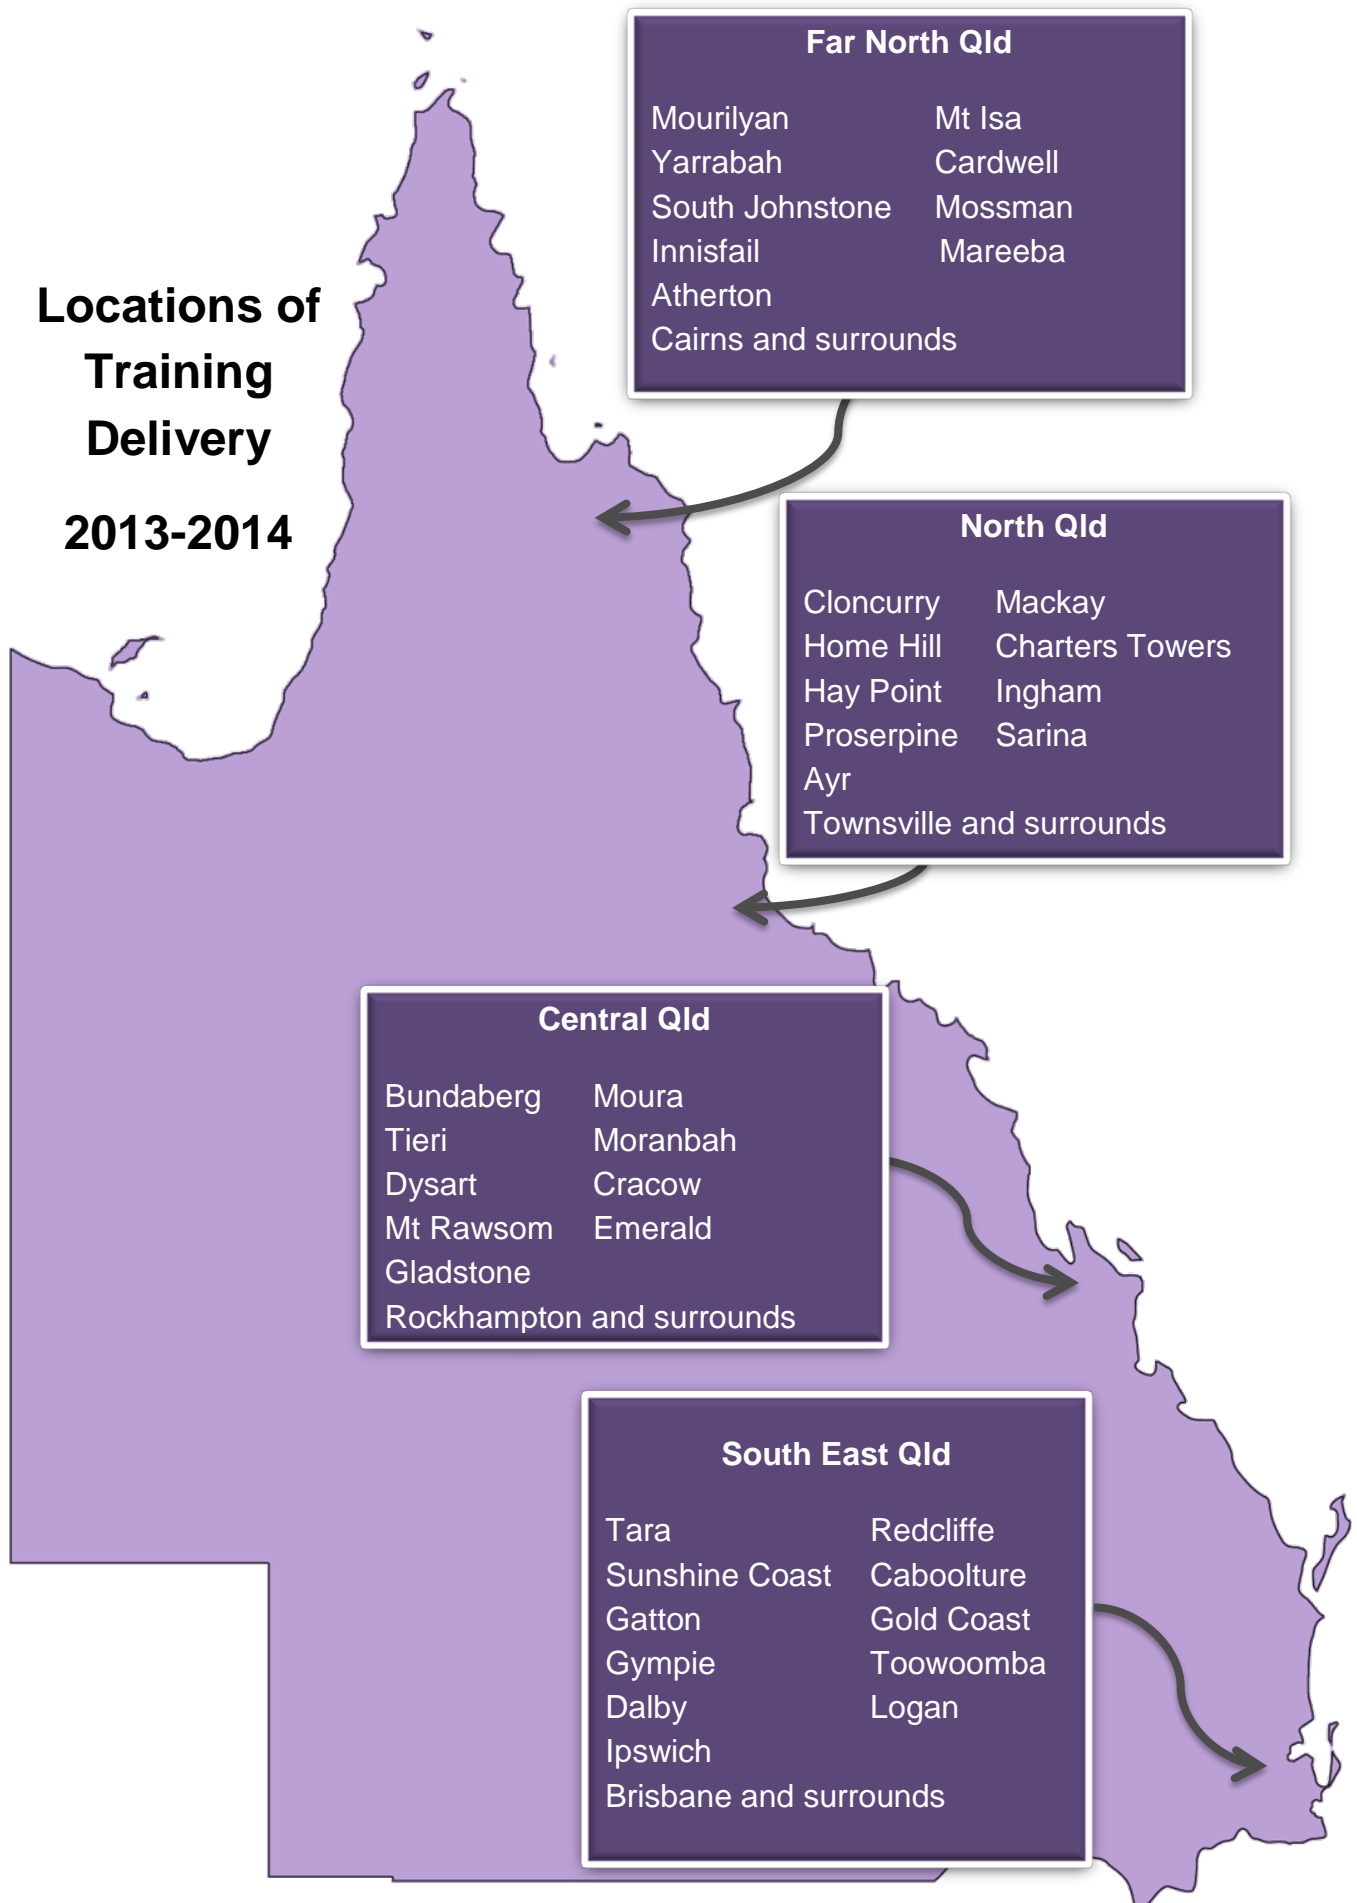 Locations of
Training
Delivery
2013-2014
Far North Qld
Mourilyan Mt Isa
Yarrabah Cardwell
South Johnstone Mossman
Innisfail Mareeba
Atherton
Cairns and surrounds
North Qld
Cloncurry Mackay
Home Hill Charters Towers
Hay Point Ingham
Proserpine Sarina
Ayr
Townsville and surrounds
Central Qld
Bundaberg Moura
Tieri Moranbah
Dysart Cracow
Mt Rawsom Emerald
Gladstone
Rockhampton and surrounds
South East Qld
Tara Redcliffe
Sunshine Coast Caboolture
Gatton Gold Coast
Gympie Toowoomba
Dalby Logan
Ipswich
Brisbane and surrounds